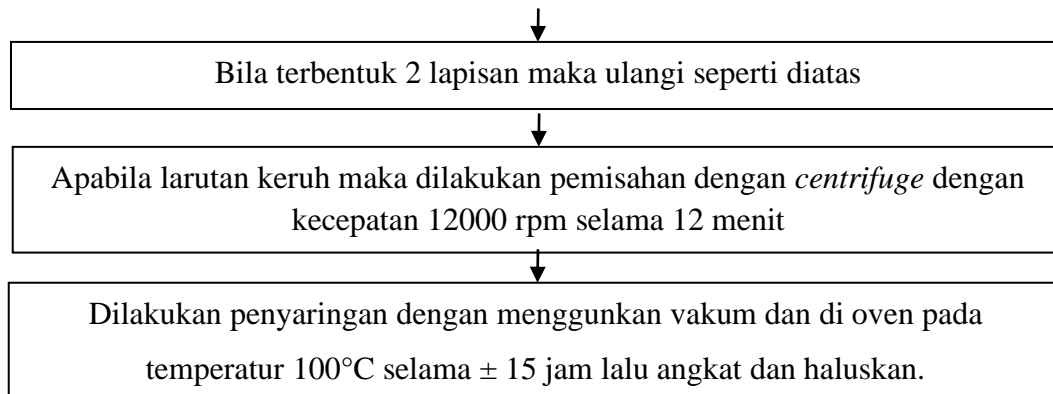 Bila terbentuk 2 lapisan maka ulangi seperti diatas
Apabila larutan keruh maka dilakukan pemisahan dengan centrifuge dengan
kecepatan 12000 rpm selama 12 menit
Dilakukan penyaringan dengan menggunkan vakum dan di oven pada
temperatur 100°C selama ± 15 jam lalu angkat dan haluskan.